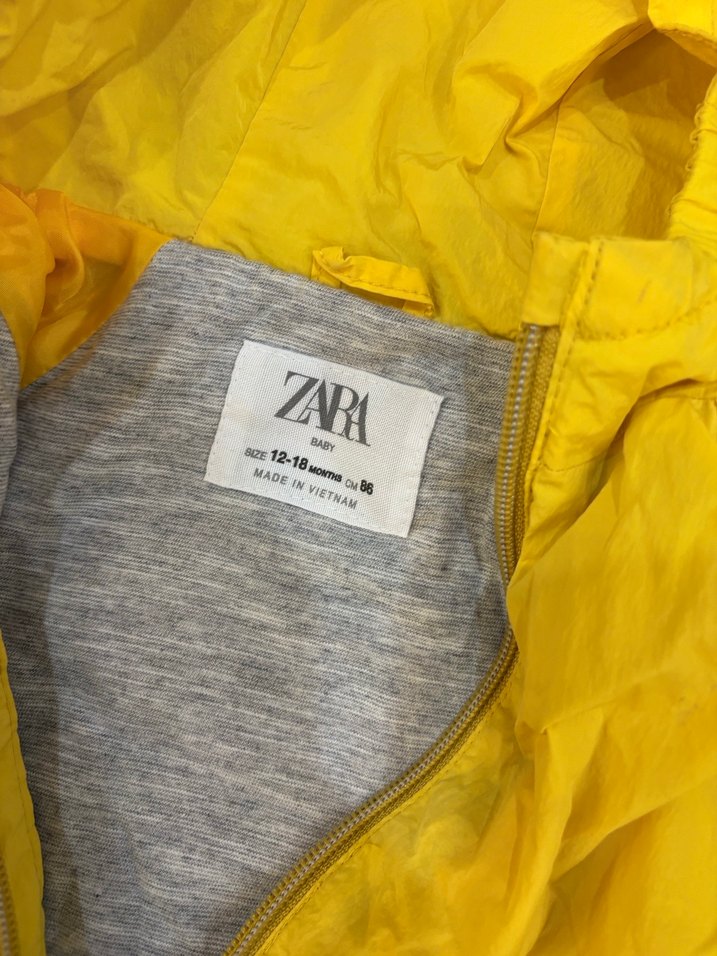 ZARA
BABY
SIZE 12-18 MONTHS CM 86
MADE IN VIETNAM